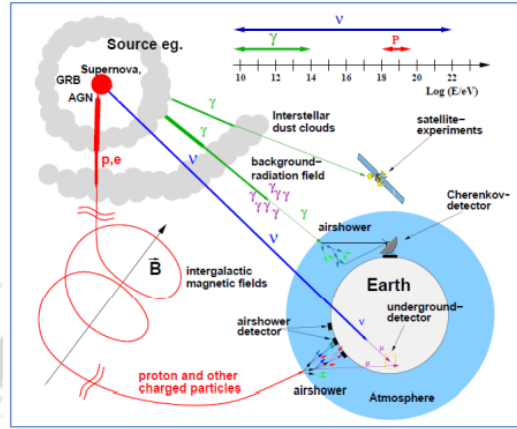 Source eg.
Supernova,
GRB
AGN
p,e
ν
γ
p
10 12 14 16 18 20 22
Log (E/eV)
γ
γ
ν
Interstellar
dust clouds
satellite-
experiments
background-
radiation field
γγγ
γγγ
γ
Cherenkov-
detector
airshower
B
intergalactic
magnetic fields
Earth
underground-
detector
airshower
detector
ν
μ
μ
proton and other
charged particles
airshower
Atmosphere